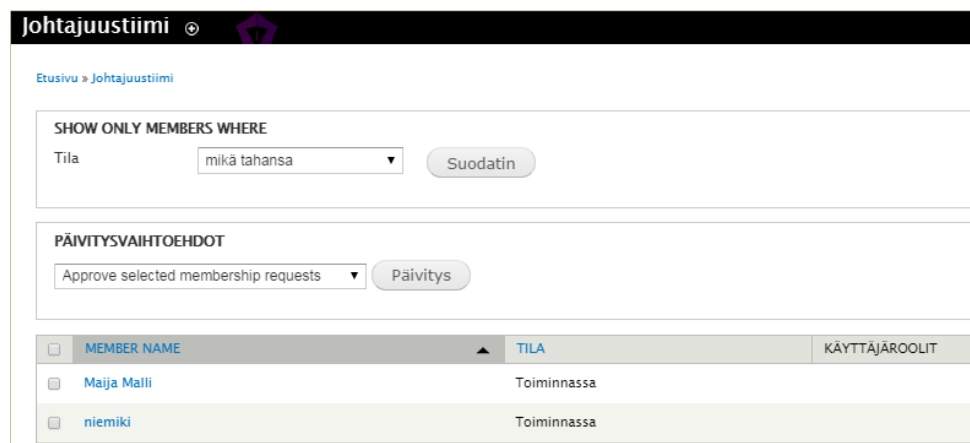 Johtajuustiimi
Etusivu » Johtajuustiimi
SHOW ONLY MEMBERS WHERE
Tila mikä tahansa Suodatin
PÄIVITYSVAIHTOEHDOT
Approve selected membership requests Päivitys
MEMBER NAME TILA KÄYTTÄJÄROOLIT
Maija Malli Toiminnassa
niemiki Toiminnassa